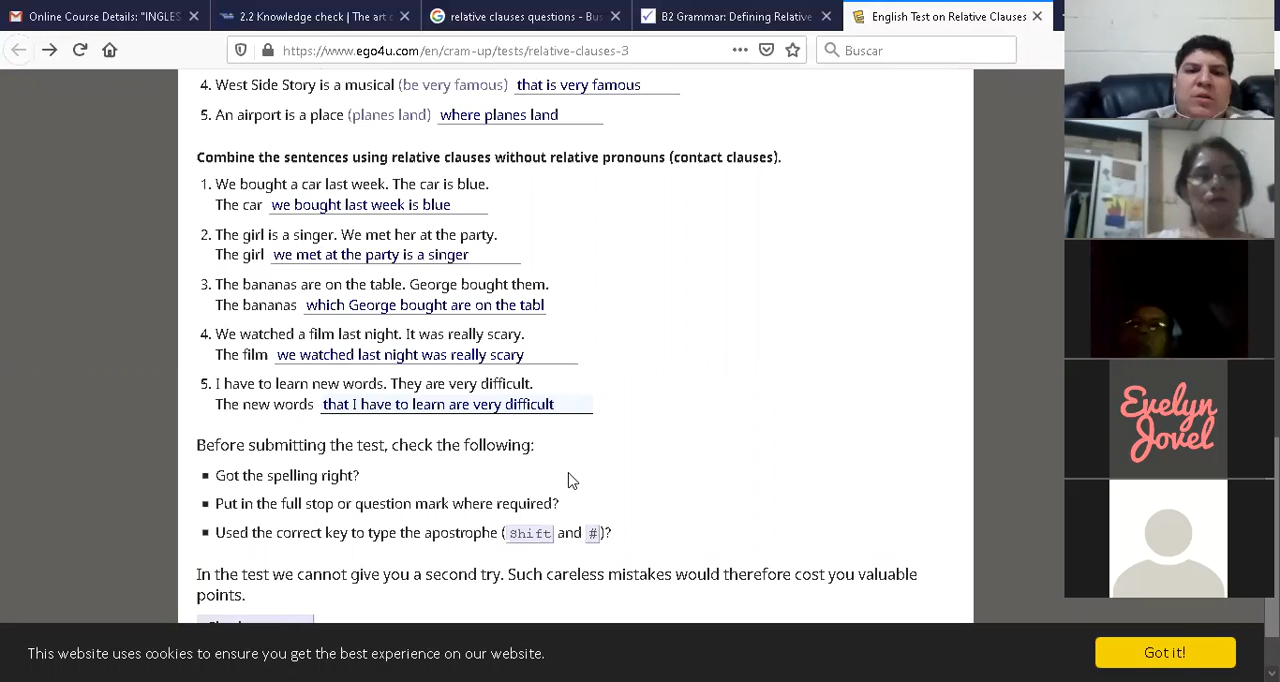 Online Course Details: "INGLES
2.2 Knowledge check | The art
relative clauses questions - Bus
B2 Grammar: Defining Relative
English Test on Relative Clauses
https://www.ego4u.com/en/cram-up/tests/relative-clauses-3
Buscar
4. West Side Story is a musical (be very famous) that is very famous
5. An airport is a place (planes land) where planes land
Combine the sentences using relative clauses without relative pronouns (contact clauses).
1. We bought a car last week. The car is blue.
The car we bought last week is blue
2. The girl is a singer. We met her at the party.
The girl we met at the party is a singer
3. The bananas are on the table. George bought them.
The bananas which George bought are on the tabl
4. We watched a film last night. It was really scary.
The film we watched last night was really scary
5. I have to learn new words. They are very difficult.
The new words that I have to learn are very difficult
Before submitting the test, check the following:
Got the spelling right?
Put in the full stop or question mark where required?
Used the correct key to type the apostrophe (Shift and #)?
In the test we cannot give you a second try. Such careless mistakes would therefore cost you valuable
points.
This website uses cookies to ensure you get the best experience on our website.
Got it!
Evelyn
Jovel